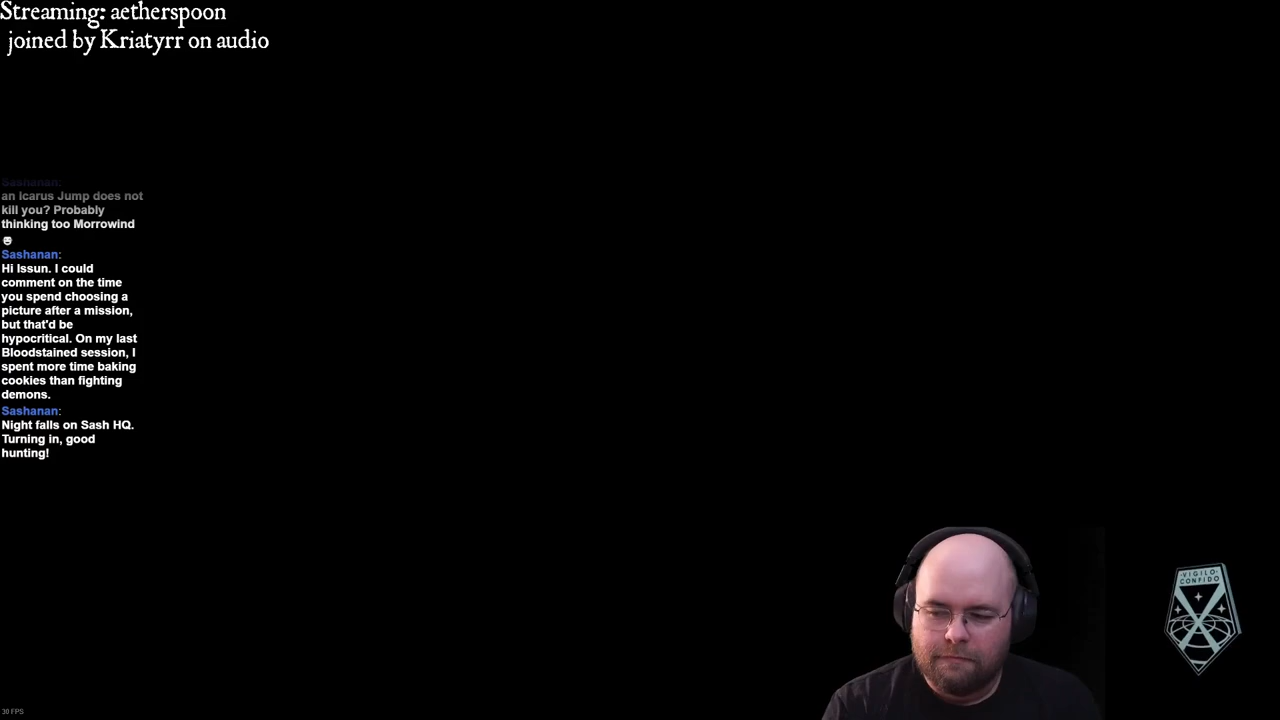 Streaming: aetherspoon
joined by Kriatyrr on audio
Sashanan:
an Icarus Jump does not
kill you? Probably
thinking too Morrowind
Sashanan:
Hi Issun. I could
comment on the time
you spend choosing a
picture after a mission,
but that'd be
hypocritical. On my last
Bloodstained session, I
spent more time baking
cookies than fighting
demons.
Sashanan:
Night falls on Sash HQ.
Turning in, good
hunting!
VIGILO
CONFIDO
30 FPS